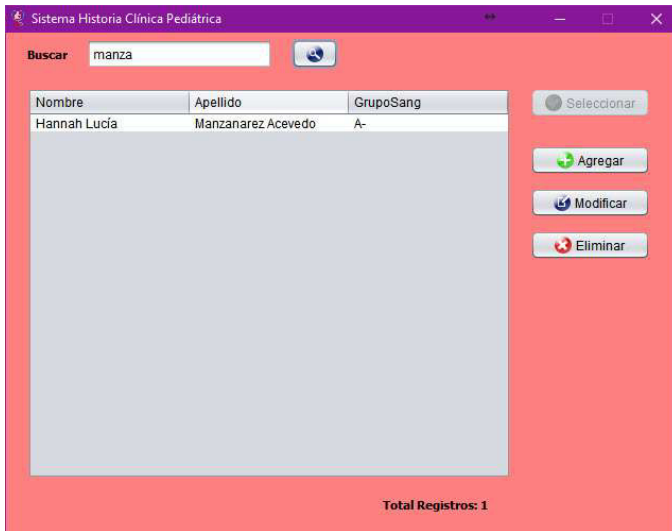 Sistema Historia Clínica Pediátrica
Buscar manza
Nombre Apellido GrupoSang
Hannah Lucía Manzanarez Acevedo A-
Seleccionar
Agregar
Modificar
Eliminar
Total Registros: 1